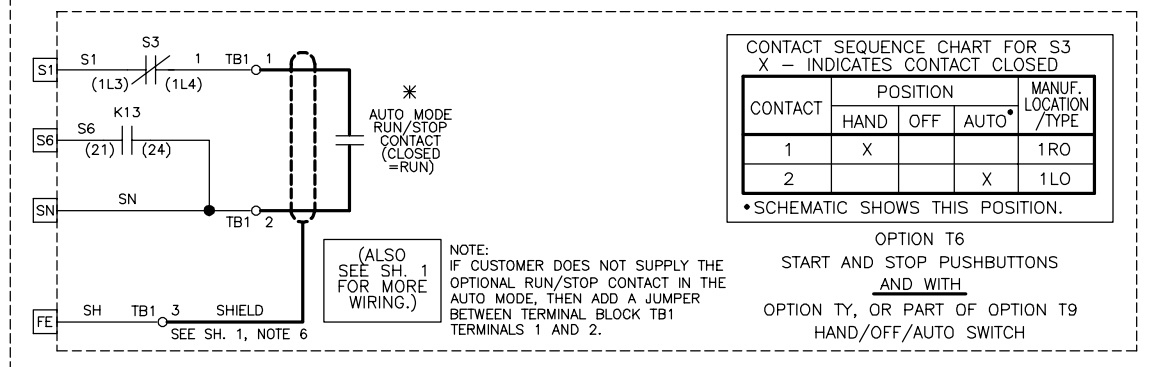 S1 S1 S3 1 TB1 1
(1L3) (1L4)
K13
S6 S6
(21) (24)
SN SN
TB1 2
*
AUTO MODE
RUN/STOP
CONTACT
(CLOSED
=RUN)
FE SH TB1 3 SHIELD
SEE SH. 1, NOTE 6
(ALSO
SEE SH. 1
FOR MORE
WIRING.)
NOTE:
IF CUSTOMER DOES NOT SUPPLY THE
OPTIONAL RUN/STOP CONTACT IN THE
AUTO MODE, THEN ADD A JUMPER
BETWEEN TERMINAL BLOCK TB1
TERMINALS 1 AND 2.
CONTACT SEQUENCE CHART FOR S3
X – INDICATES CONTACT CLOSED
CONTACT POSITION MANUF. LOCATION /TYPE
HAND OFF AUTO•
1 X 1RO
2 X 1LO
•SCHEMATIC SHOWS THIS POSITION.
OPTION T6
START AND STOP PUSHBUTTONS
AND WITH
OPTION TY, OR PART OF OPTION T9
HAND/OFF/AUTO SWITCH